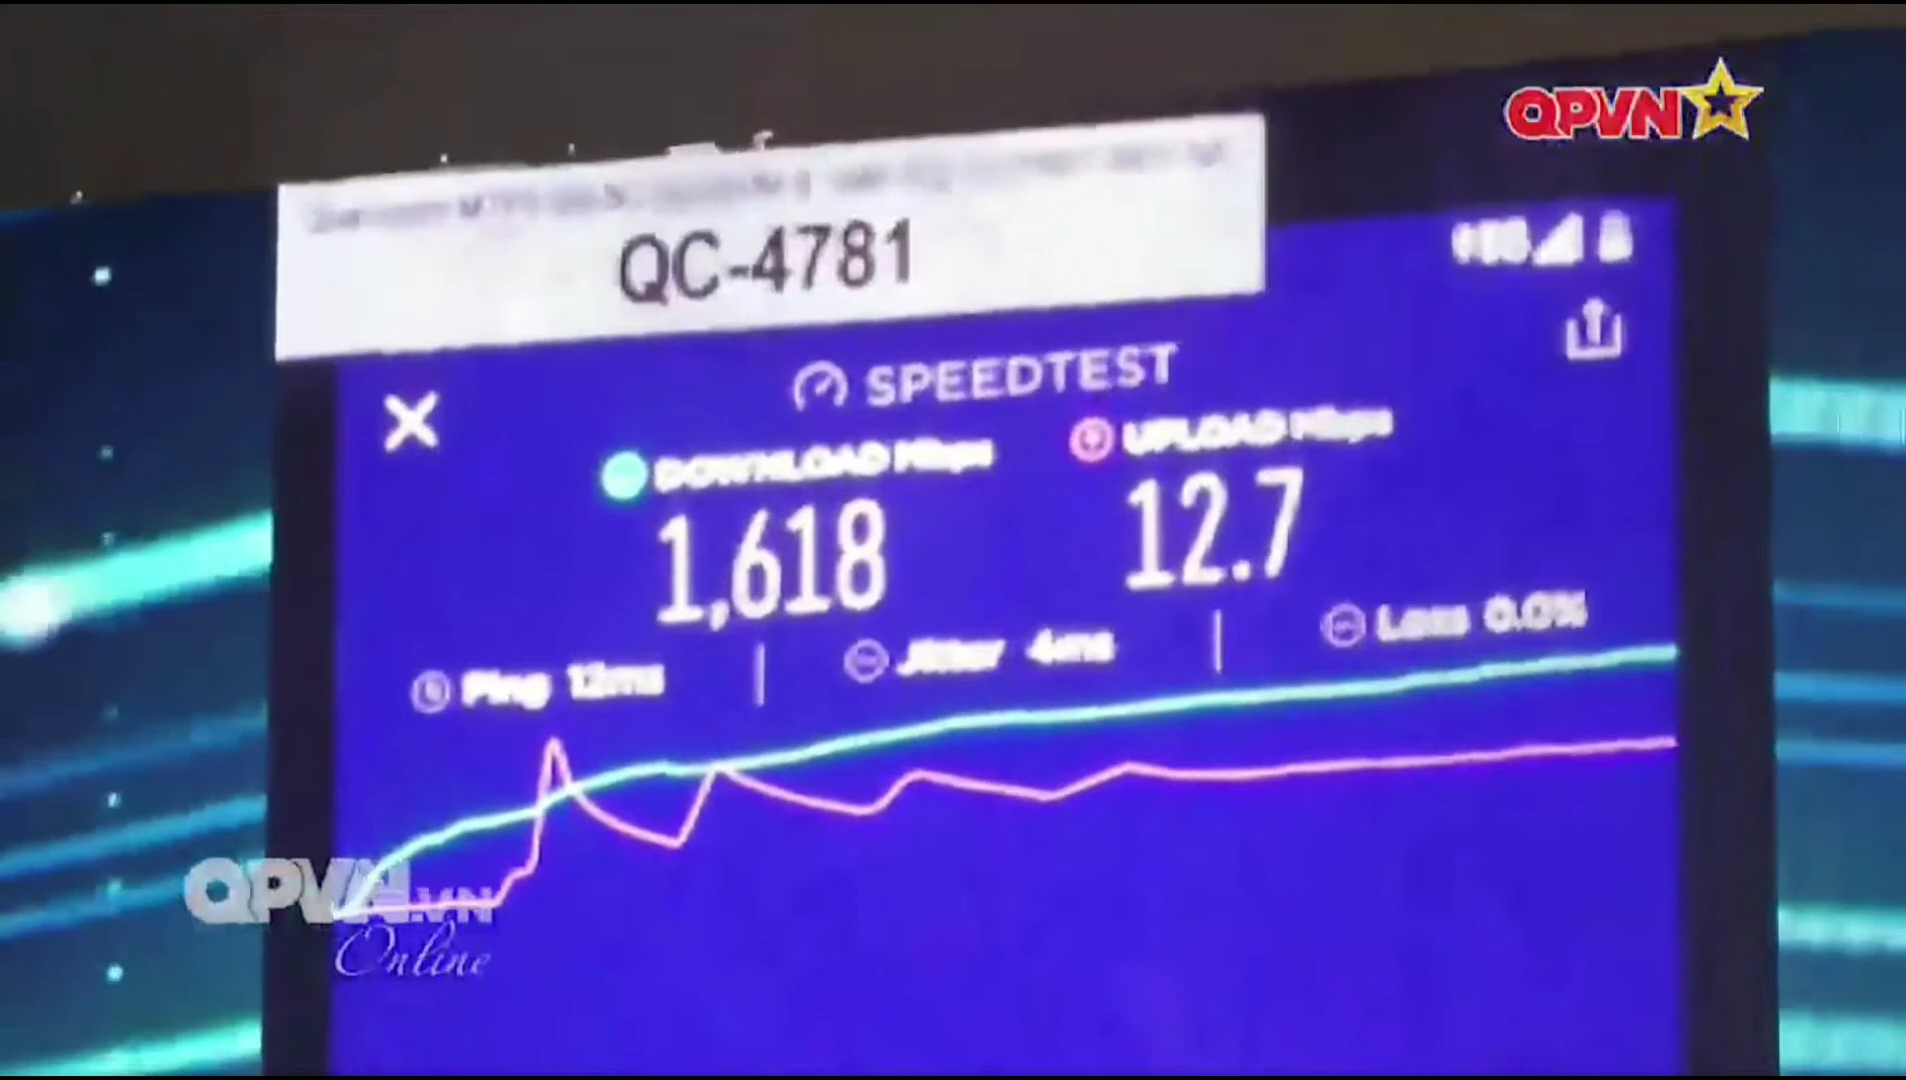 QPVN
QC-4781
SPEEDTEST
DOWNLOAD Mbps
UPLOAD Mbps
1,618
12.7
Ping 12ms
Jitter 4ms
Loss 0.0%
QPVN.VN
Online